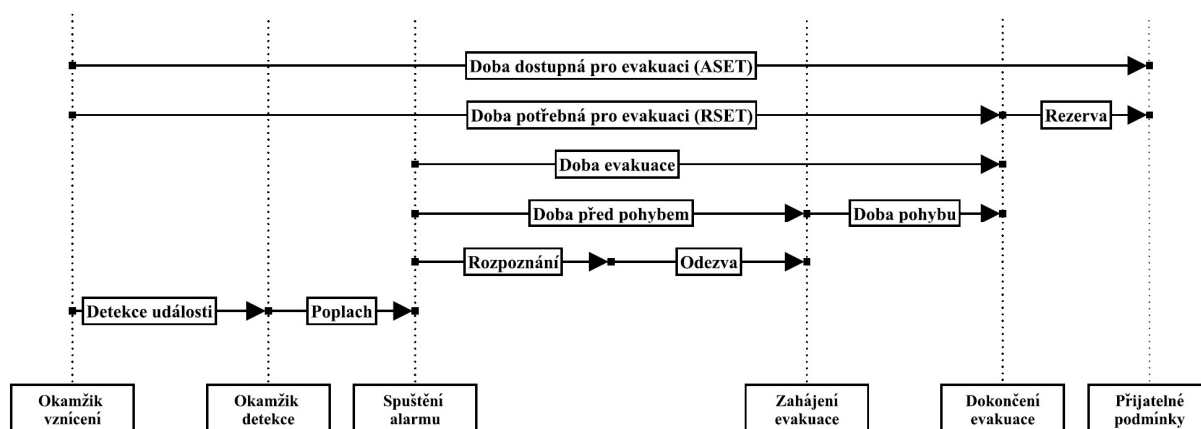 Doba dostupná pro evakuaci (ASET)
Doba potřebná pro evakuaci (RSET)
Rezerva
Doba evakuace
Doba před pohybem
Doba pohybu
Rozpoznání
Odezva
Detekce události
Poplach
Okamžik
vznícení
Okamžik
detekce
Spuštění
alarmu
Zahájení
evakuace
Dokončení
evakuace
Přijatelné
podmínky